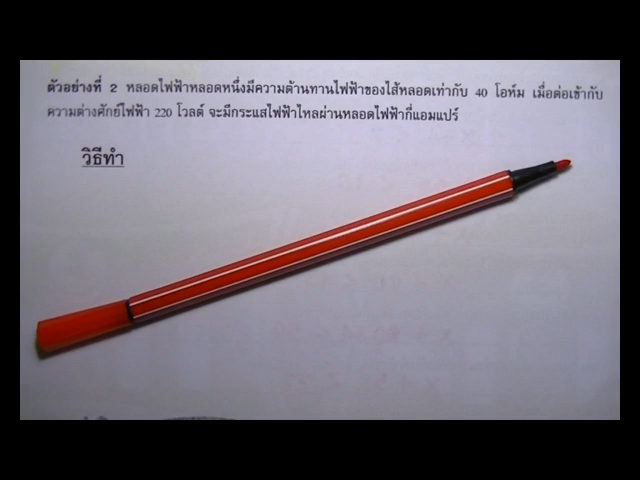 ตัวอย่างที่ 2 หลอดไฟฟ้าหลอดหนึ่งมีความต้านทานไฟฟ้าของไส้หลอดเท่ากับ 40 โอห์ม เมื่อต่อเข้ากับ
ความต่างศักย์ไฟฟ้า 220 โวลต์ จะมีกระแสไฟฟ้าไหลผ่านหลอดไฟฟ้ากี่แอมแปร์
วิธีทำ